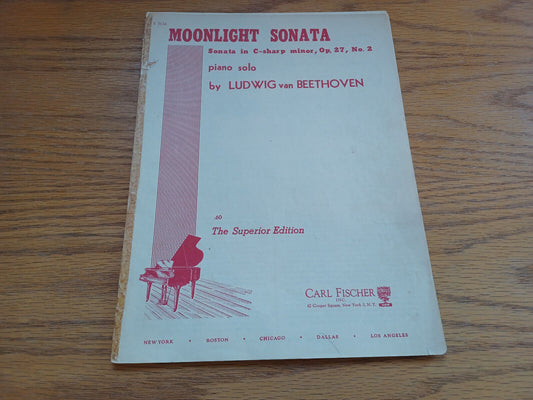 MOONLIGHT SONATA
Sonata in C-sharp minor, Op. 27, No. 2
piano solo
by LUDWIG van BEETHOVEN
.60
The Superior Edition
CARL FISCHER
INC.
62 Cooper Square, New York 3, N. Y.
NEW YORK • BOSTON • CHICAGO • DALLAS • LOS ANGELES